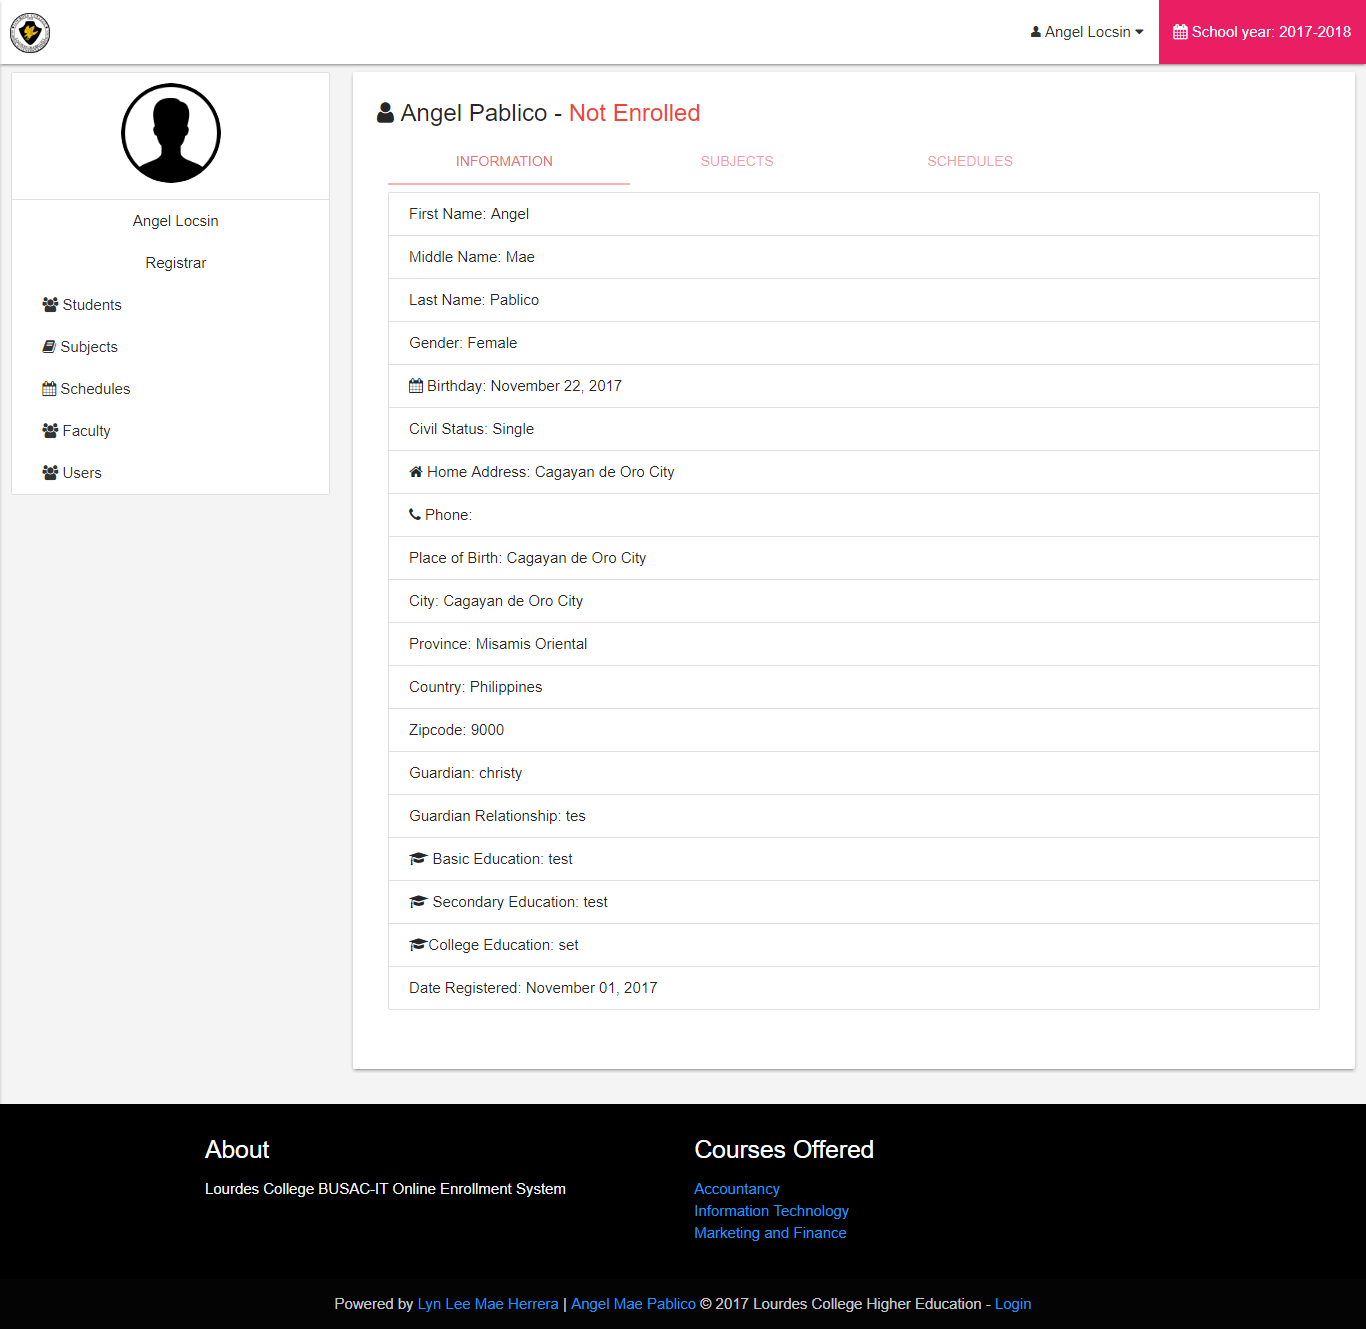 Angel Locsin
School year: 2017-2018
Angel Locsin
Registrar
Students
Subjects
Schedules
Faculty
Users
Angel Pablico - Not Enrolled
INFORMATION SUBJECTS SCHEDULES
First Name: Angel
Middle Name: Mae
Last Name: Pablico
Gender: Female
Birthday: November 22, 2017
Civil Status: Single
Home Address: Cagayan de Oro City
Phone:
Place of Birth: Cagayan de Oro City
City: Cagayan de Oro City
Province: Misamis Oriental
Country: Philippines
Zipcode: 9000
Guardian: christy
Guardian Relationship: tes
Basic Education: test
Secondary Education: test
College Education: set
Date Registered: November 01, 2017
About
Lourdes College BUSAC-IT Online Enrollment System
Courses Offered
Accountancy
Information Technology
Marketing and Finance
Powered by Lyn Lee Mae Herrera | Angel Mae Pablico © 2017 Lourdes College Higher Education - Login